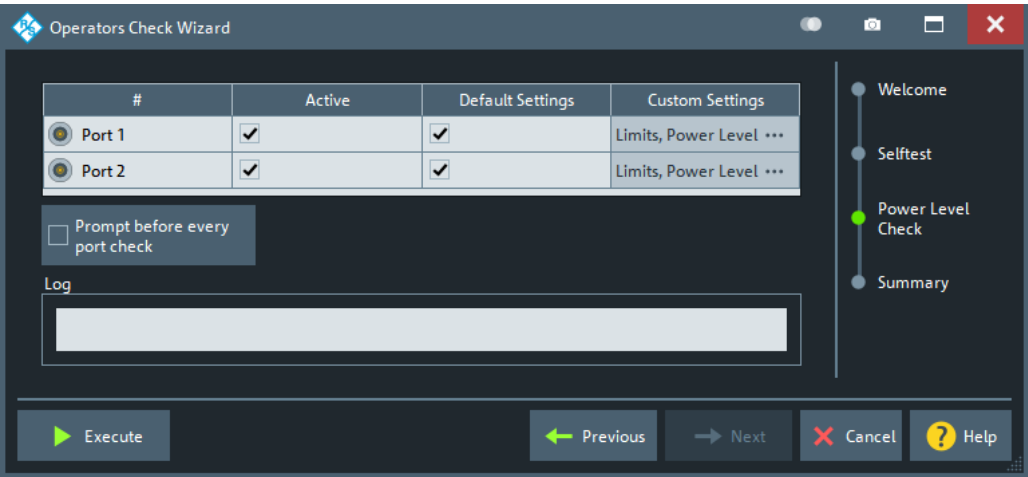 R&S Operators Check Wizard
# Active Default Settings Custom Settings
Port 1 Limits, Power Level •••
Port 2 Limits, Power Level •••
Prompt before every
port check
Log
Welcome
Selftest
Power Level
Check
Summary
Execute Previous Next Cancel ? Help